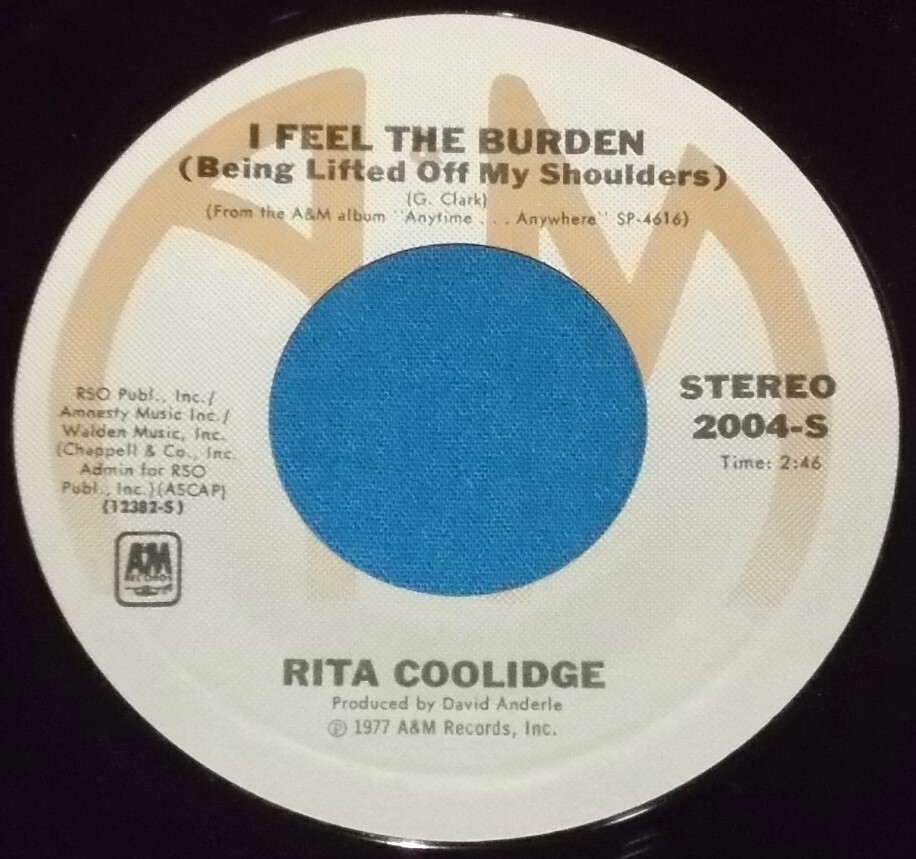 I FEEL THE BURDEN
(Being Lifted Off My Shoulders)
(G. Clark)
(From the A&M album "Anytime . . . Anywhere" SP-4616)
RSO Publ., Inc./
Amnesty Music Inc./
Walden Music, Inc.
(Chappell & Co., Inc.
Admin for RSO
Publ., Inc.)(ASCAP)
(12382-S)
A&M
RECORDS
STEREO
2004-S
Time: 2:46
RITA COOLIDGE
Produced by David Anderle
℗ 1977 A&M Records, Inc.